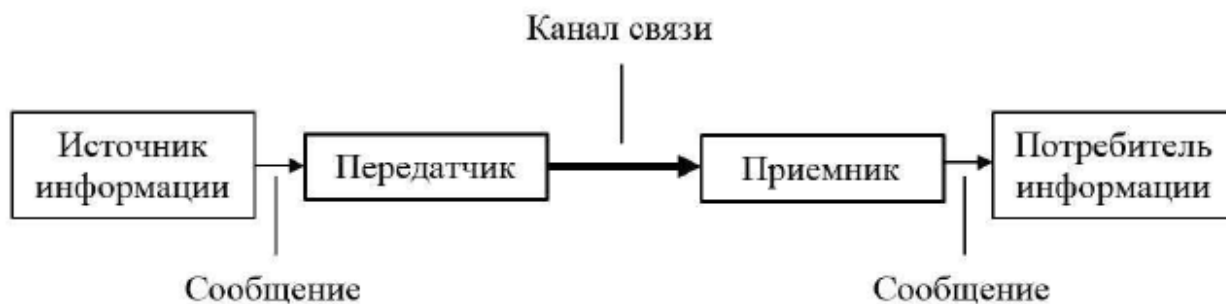 Канал связи
Источник
информации
Передатчик
Приемник
Потребитель
информации
Сообщение
Сообщение